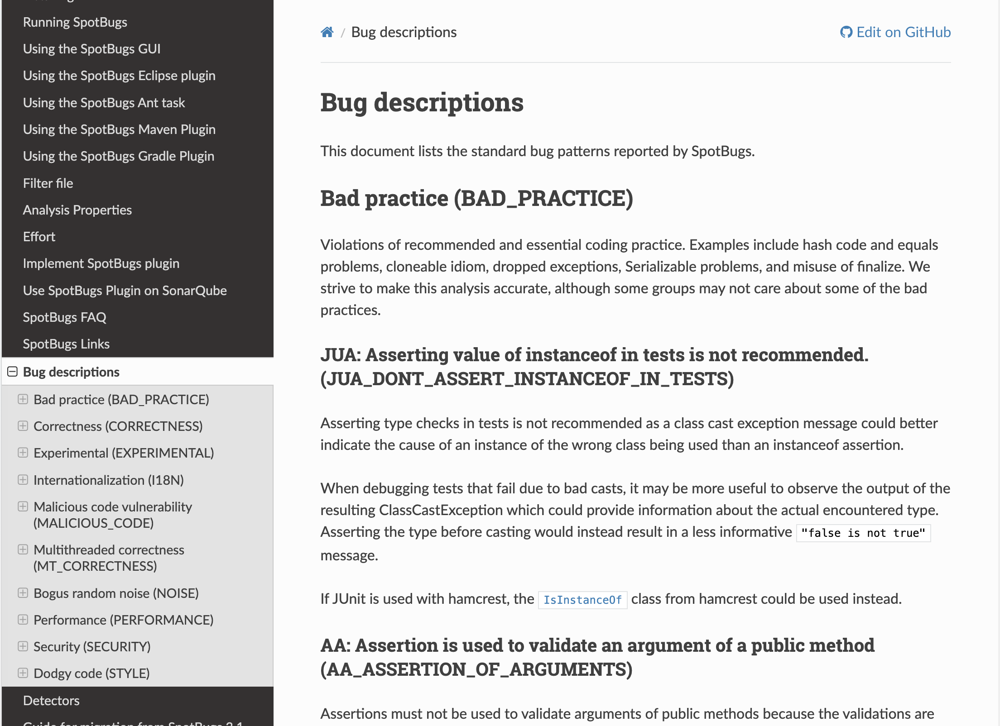 Running SpotBugs
Using the SpotBugs GUI
Using the SpotBugs Eclipse plugin
Using the SpotBugs Ant task
Using the SpotBugs Maven Plugin
Using the SpotBugs Gradle Plugin
Filter file
Analysis Properties
Effort
Implement SpotBugs plugin
Use SpotBugs Plugin on SonarQube
SpotBugs FAQ
SpotBugs Links
Bug descriptions
Bad practice (BAD_PRACTICE)
Correctness (CORRECTNESS)
Experimental (EXPERIMENTAL)
Internationalization (I18N)
Malicious code vulnerability
(MALICIOUS_CODE)
Multithreaded correctness
(MT_CORRECTNESS)
Bogus random noise (NOISE)
Performance (PERFORMANCE)
Security (SECURITY)
Dodgy code (STYLE)
Detectors
Guide for migration from SpotBugs 3.1
/ Bug descriptions
Edit on GitHub
Bug descriptions
This document lists the standard bug patterns reported by SpotBugs.
Bad practice (BAD_PRACTICE)
Violations of recommended and essential coding practice. Examples include hash code and equals
problems, cloneable idiom, dropped exceptions, Serializable problems, and misuse of finalize. We
strive to make this analysis accurate, although some groups may not care about some of the bad
practices.
JUA: Asserting value of instanceof in tests is not recommended.
(JUA_DONT_ASSERT_INSTANCEOF_IN_TESTS)
Asserting type checks in tests is not recommended as a class cast exception message could better
indicate the cause of an instance of the wrong class being used than an instanceof assertion.
When debugging tests that fail due to bad casts, it may be more useful to observe the output of the
resulting ClassCastException which could provide information about the actual encountered type.
Asserting the type before casting would instead result in a less informative "false is not true"
message.
If JUnit is used with hamcrest, the IsInstanceOf class from hamcrest could be used instead.
AA: Assertion is used to validate an argument of a public method
(AA_ASSERTION_OF_ARGUMENTS)
Assertions must not be used to validate arguments of public methods because the validations are